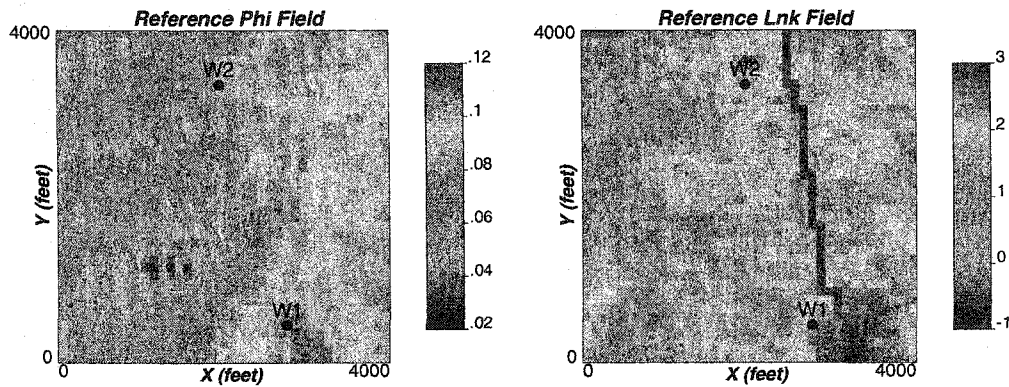 Reference Phi Field
4000
W2
Y (feet)
W1
0
0
X (feet)
4000
.12
.1
.08
.06
.04
.02
Reference Lnk Field
4000
W2
Y (feet)
W1
0
0
X (feet)
4000
3
2
1
0
-1